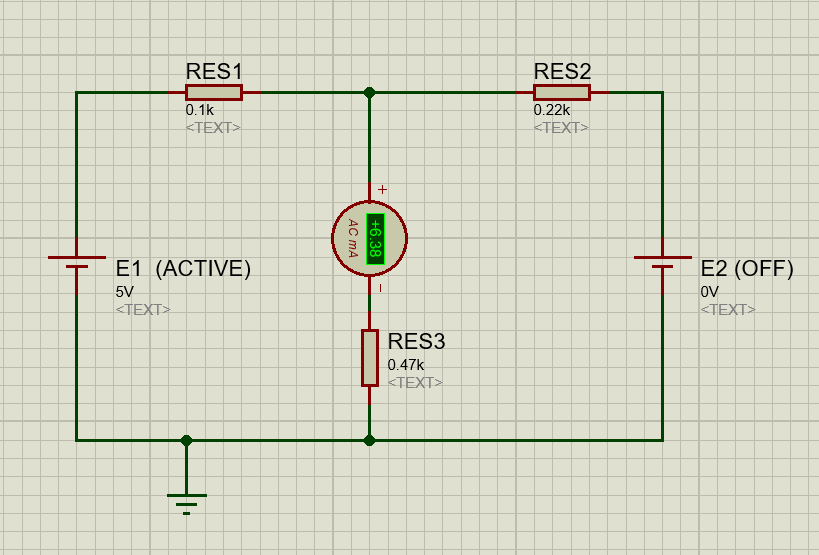 RES1
0.1k
<TEXT>
RES2
0.22k
<TEXT>
+
AC mA
+6.38
−
E1 (ACTIVE)
5V
<TEXT>
E2 (OFF)
0V
<TEXT>
RES3
0.47k
<TEXT>